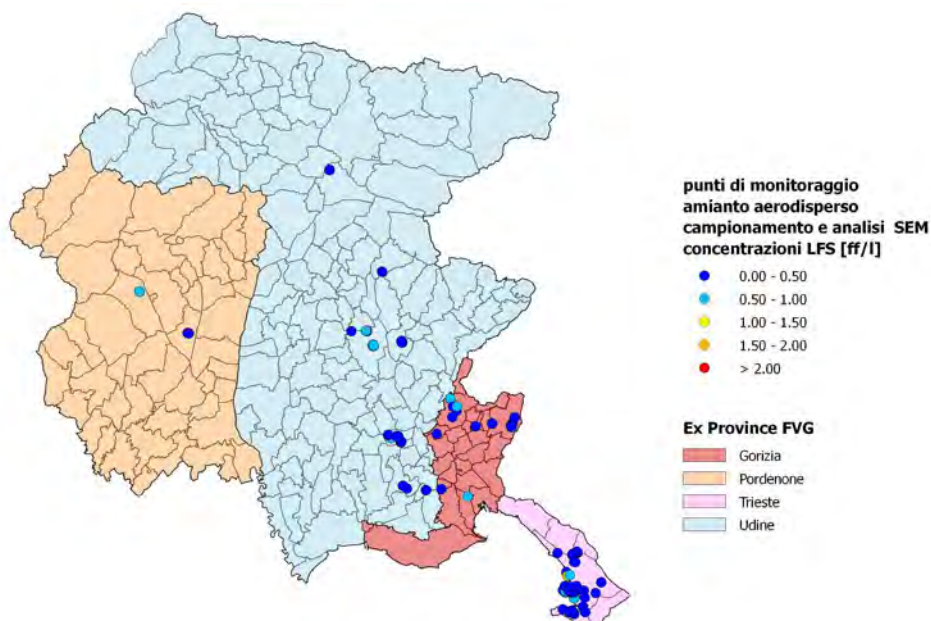 punti di monitoraggio
amianto aerodisperso
campionamento e analisi SEM
concentrazioni LFS [ff/l]
0.00 - 0.50
0.50 - 1.00
1.00 - 1.50
1.50 - 2.00
> 2.00
Ex Province FVG
Gorizia
Pordenone
Trieste
Udine